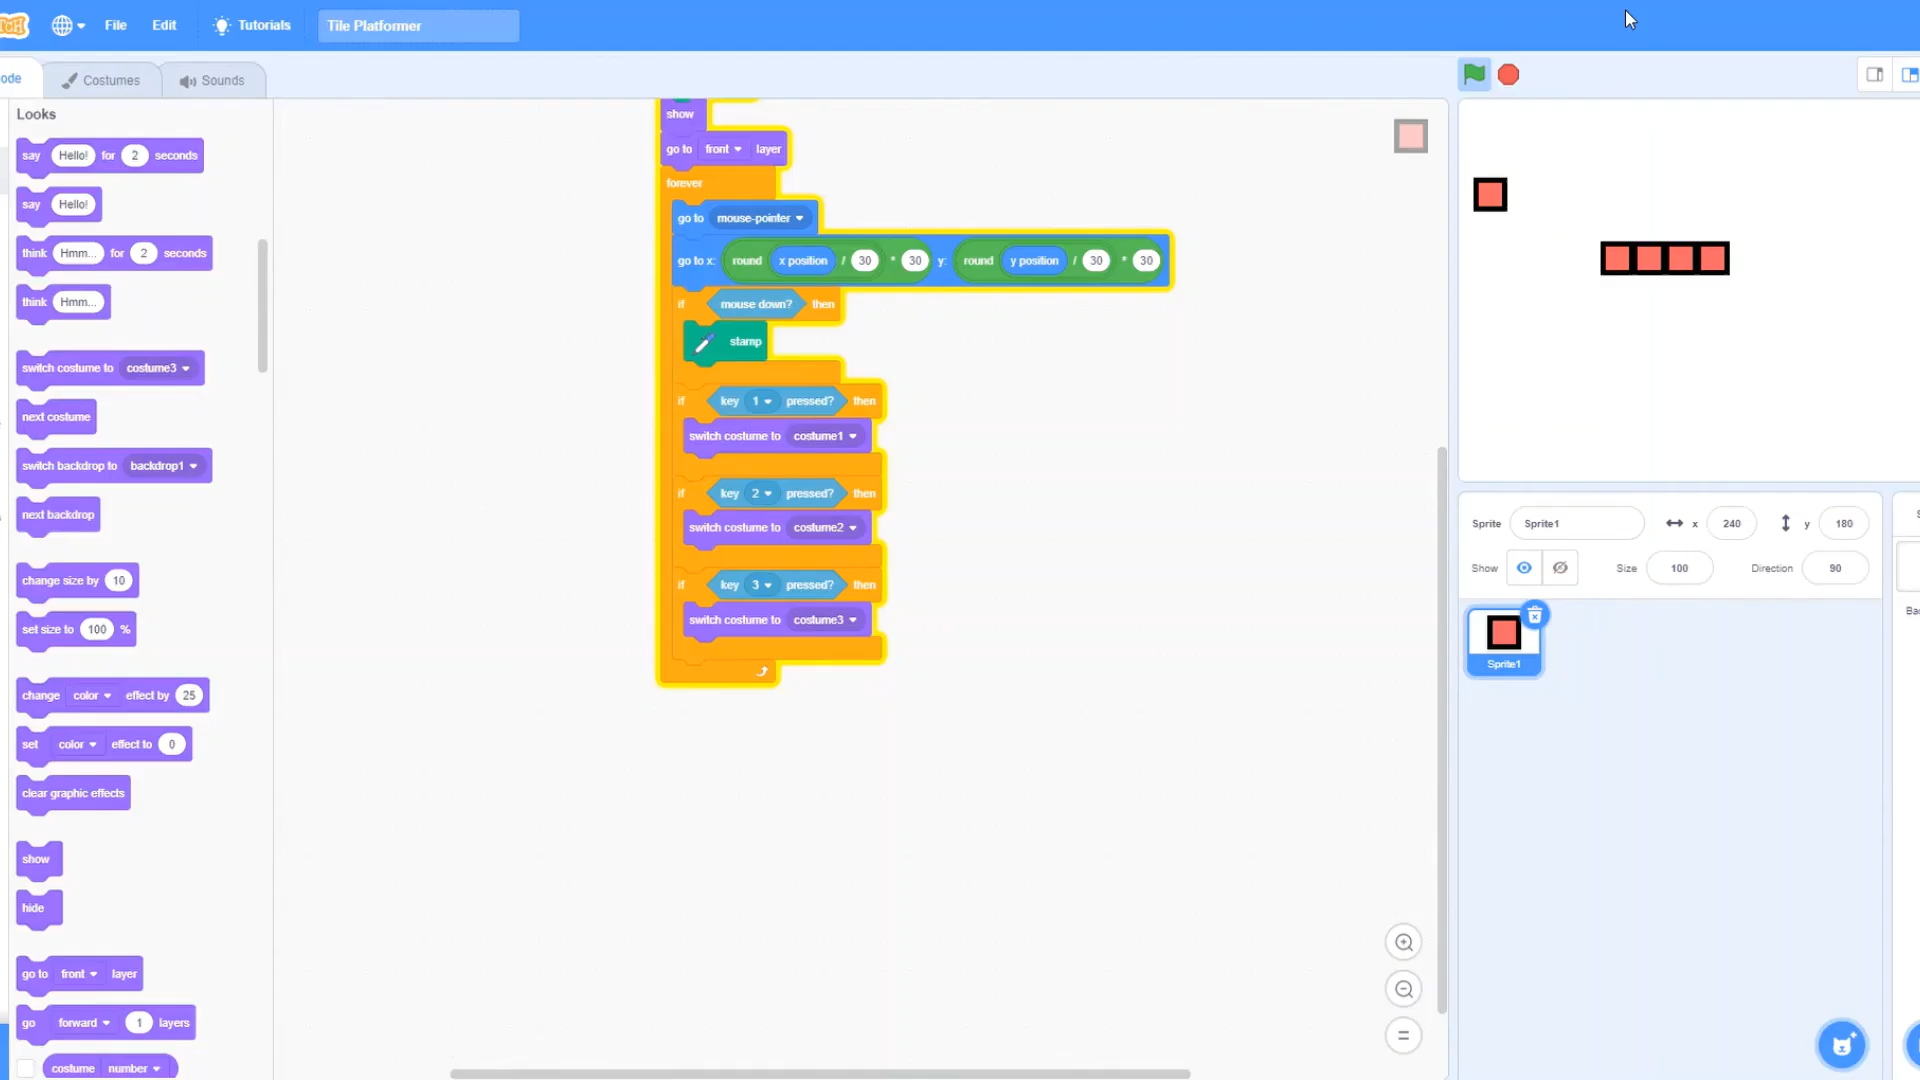 File Edit Tutorials Tile Platformer
ode Costumes Sounds
Looks
say Hello! for 2 seconds
say Hello!
think Hmm... for 2 seconds
think Hmm...
switch costume to costume3
next costume
switch backdrop to backdrop1
next backdrop
change size by 10
set size to 100 %
change color effect by 25
set color effect to 0
clear graphic effects
show
hide
go to front layer
go forward 1 layers
costume number
show
go to front layer
forever
go to mouse-pointer
go to x: round x position / 30 * 30 y: round y position / 30 * 30
if mouse down? then
stamp
if key 1 pressed? then
switch costume to costume1
if key 2 pressed? then
switch costume to costume2
if key 3 pressed? then
switch costume to costume3
Sprite Sprite1 x 240 y 180
Show Size 100 Direction 90
Sprite1